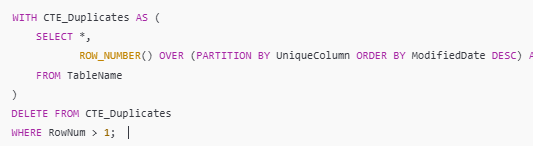 WITH CTE_Duplicates AS (
SELECT *,
ROW_NUMBER() OVER (PARTITION BY UniqueColumn ORDER BY ModifiedDate DESC)
FROM TableName
)
DELETE FROM CTE_Duplicates
WHERE RowNum > 1;